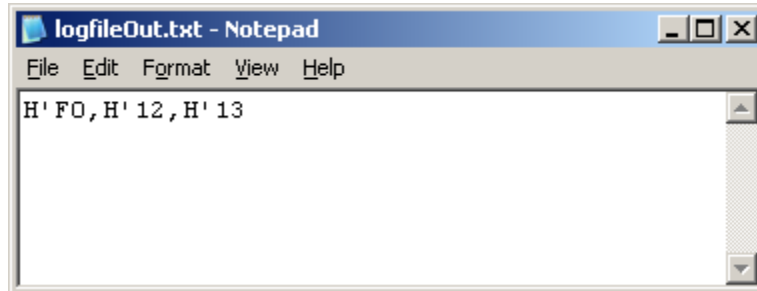 logfileOut.txt - Notepad
File Edit Format View Help
H'F0,H'12,H'13